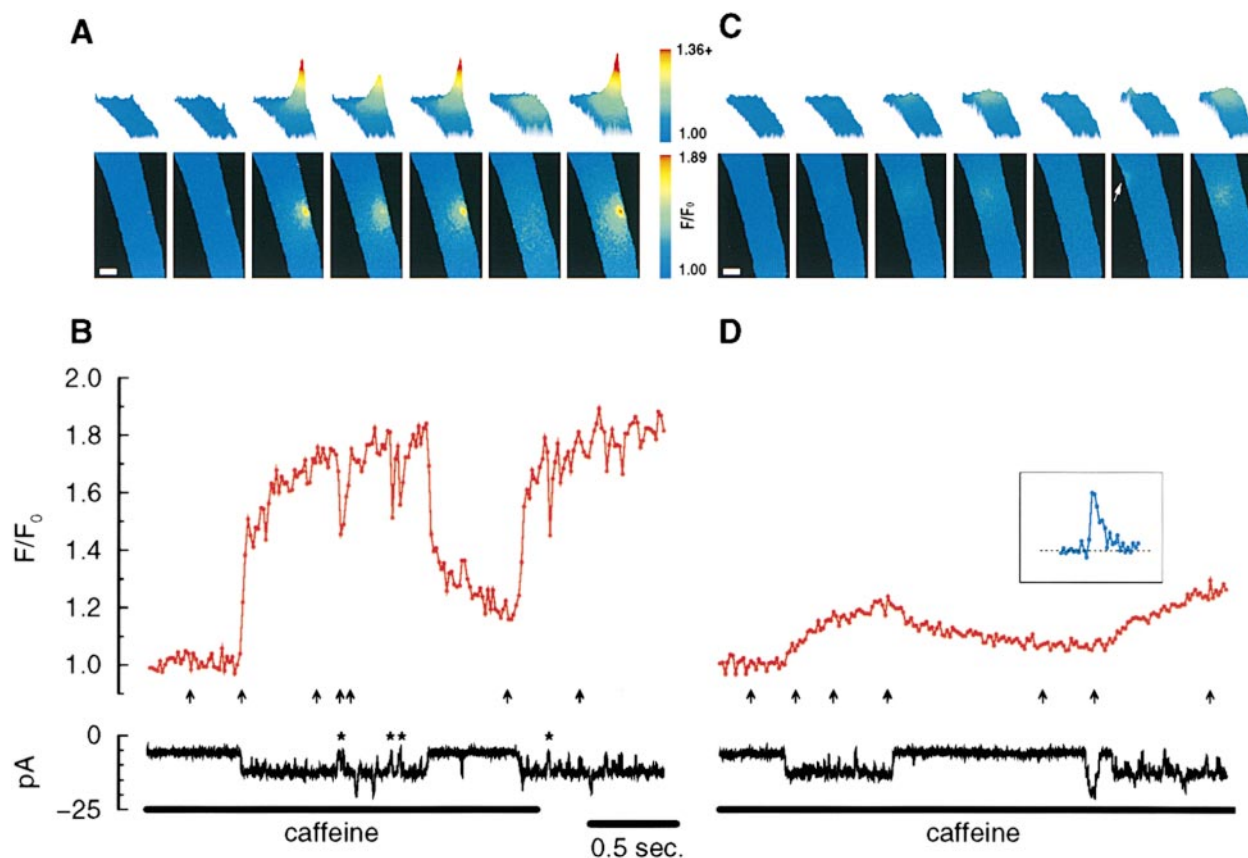 A
C
1.36+
1.00
1.89
F/F0
1.00
B
D
2.0
1.8
1.6
1.4
1.2
1.0
F/F0
0
pA
−25
★ ★ ★ ★
caffeine
caffeine
0.5 sec.